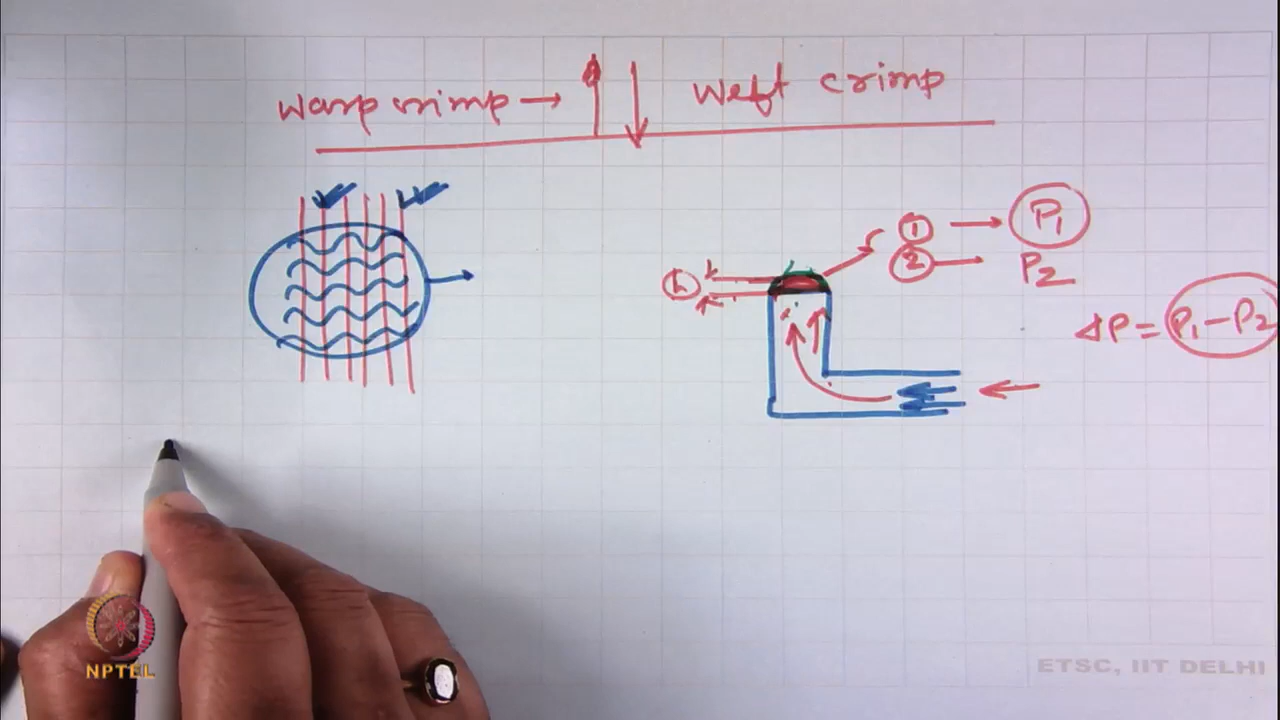 Warp crimp → ↑ ↓ Weft crimp
① → P₁
② → P₂
h
ΔP = P₁ - P₂
NPTEL
ETSC, IIT DELHI